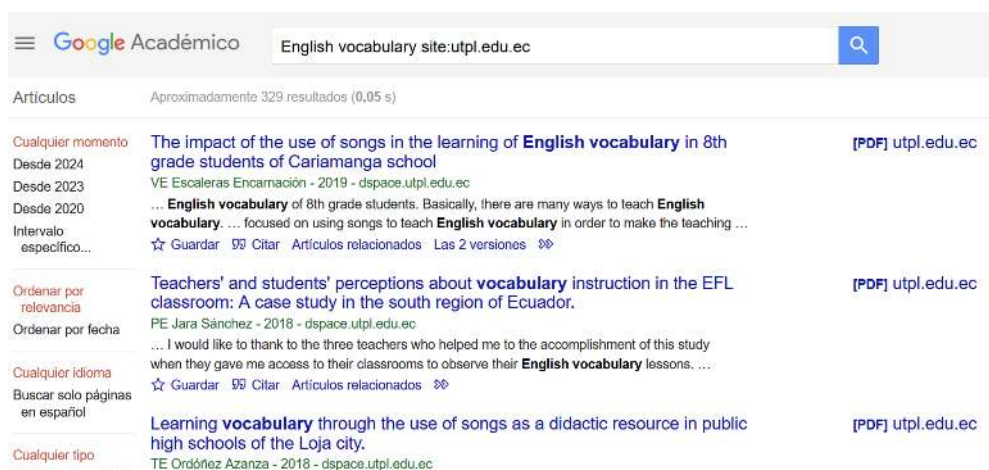 Google Académico
English vocabulary site:utpl.edu.ec
Artículos
Aproximadamente 329 resultados (0,05 s)
Cualquier momento
Desde 2024
Desde 2023
Desde 2020
Intervalo
específico...
Ordenar por
relevancia
Ordenar por fecha
Cualquier idioma
Buscar solo páginas
en español
Cualquier tipo
The impact of the use of songs in the learning of English vocabulary in 8th
grade students of Cariamanga school
VE Escaleras Encarnación - 2019 - dspace.utpl.edu.ec
... English vocabulary of 8th grade students. Basically, there are many ways to teach English
vocabulary. ... focused on using songs to teach English vocabulary in order to make the teaching ...
Guardar Citar Artículos relacionados Las 2 versiones
[PDF] utpl.edu.ec
Teachers' and students' perceptions about vocabulary instruction in the EFL
classroom: A case study in the south region of Ecuador.
PE Jara Sánchez - 2018 - dspace.utpl.edu.ec
... I would like to thank to the three teachers who helped me to the accomplishment of this study
when they gave me access to their classrooms to observe their English vocabulary lessons. ...
Guardar Citar Artículos relacionados
[PDF] utpl.edu.ec
Learning vocabulary through the use of songs as a didactic resource in public
high schools of the Loja city.
TE Ordóñez Azanza - 2018 - dspace.utpl.edu.ec
[PDF] utpl.edu.ec